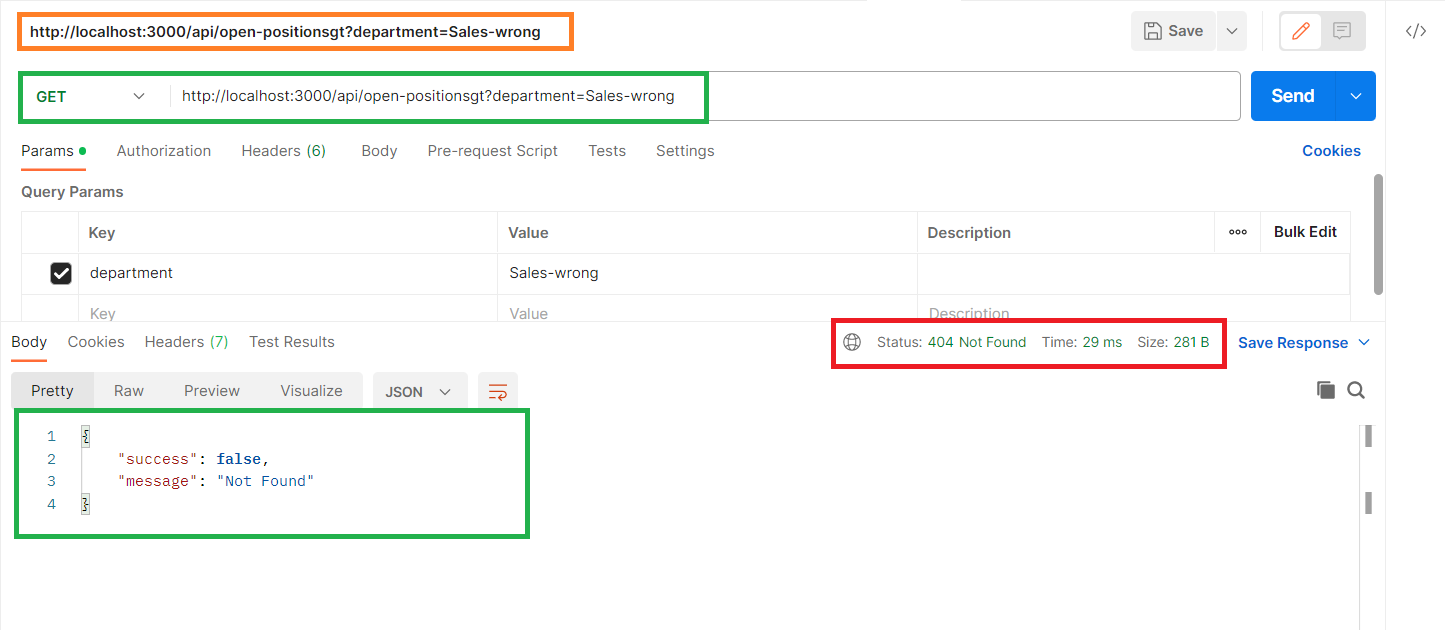 http://localhost:3000/api/open-positionsgt?department=Sales-wrong
Save
GET http://localhost:3000/api/open-positionsgt?department=Sales-wrong
Send
Params Authorization Headers (6) Body Pre-request Script Tests Settings Cookies
Query Params
Key Value Description Bulk Edit
department Sales-wrong
Key Value Description
Body Cookies Headers (7) Test Results Status: 404 Not Found Time: 29 ms Size: 281 B Save Response
Pretty Raw Preview Visualize JSON
1 {
2 "success": false,
3 "message": "Not Found"
4 }